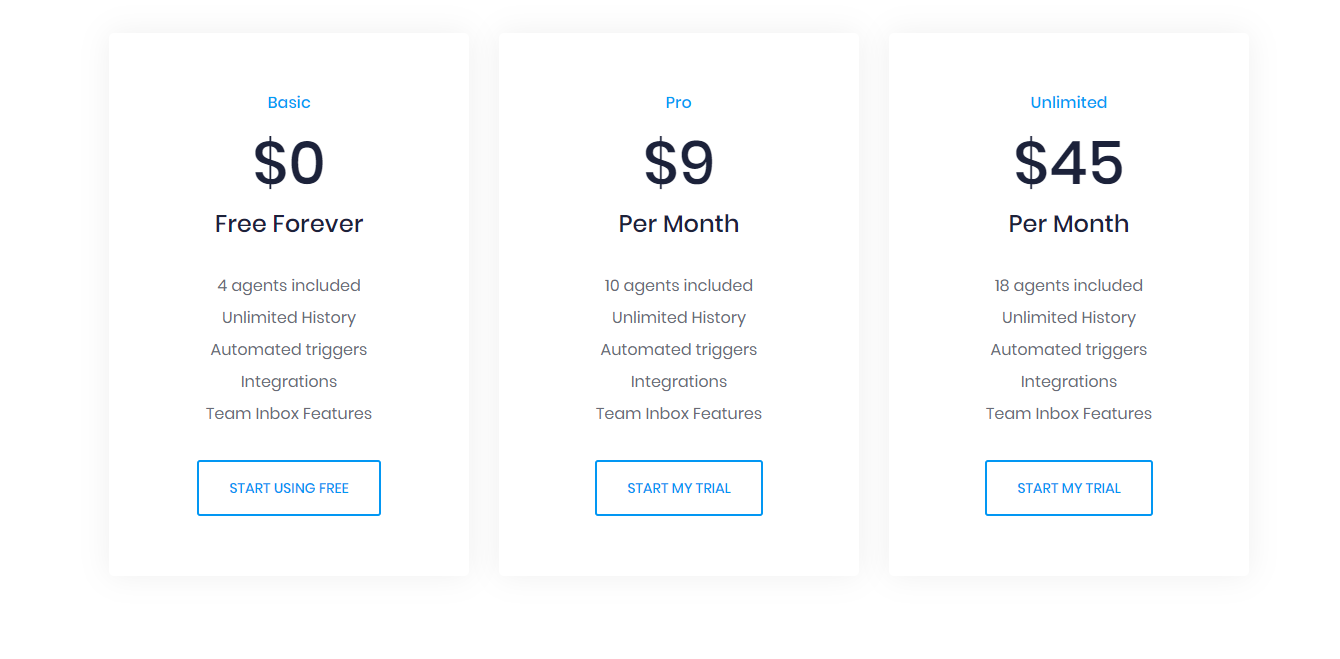 Basic
$0
Free Forever
4 agents included
Unlimited History
Automated triggers
Integrations
Team Inbox Features
START USING FREE
Pro
$9
Per Month
10 agents included
Unlimited History
Automated triggers
Integrations
Team Inbox Features
START MY TRIAL
Unlimited
$45
Per Month
18 agents included
Unlimited History
Automated triggers
Integrations
Team Inbox Features
START MY TRIAL